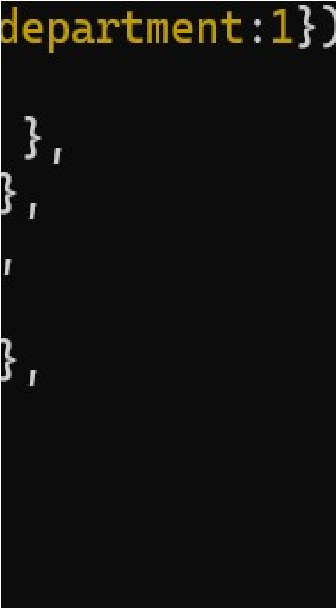 department:1})
},
},
,
},